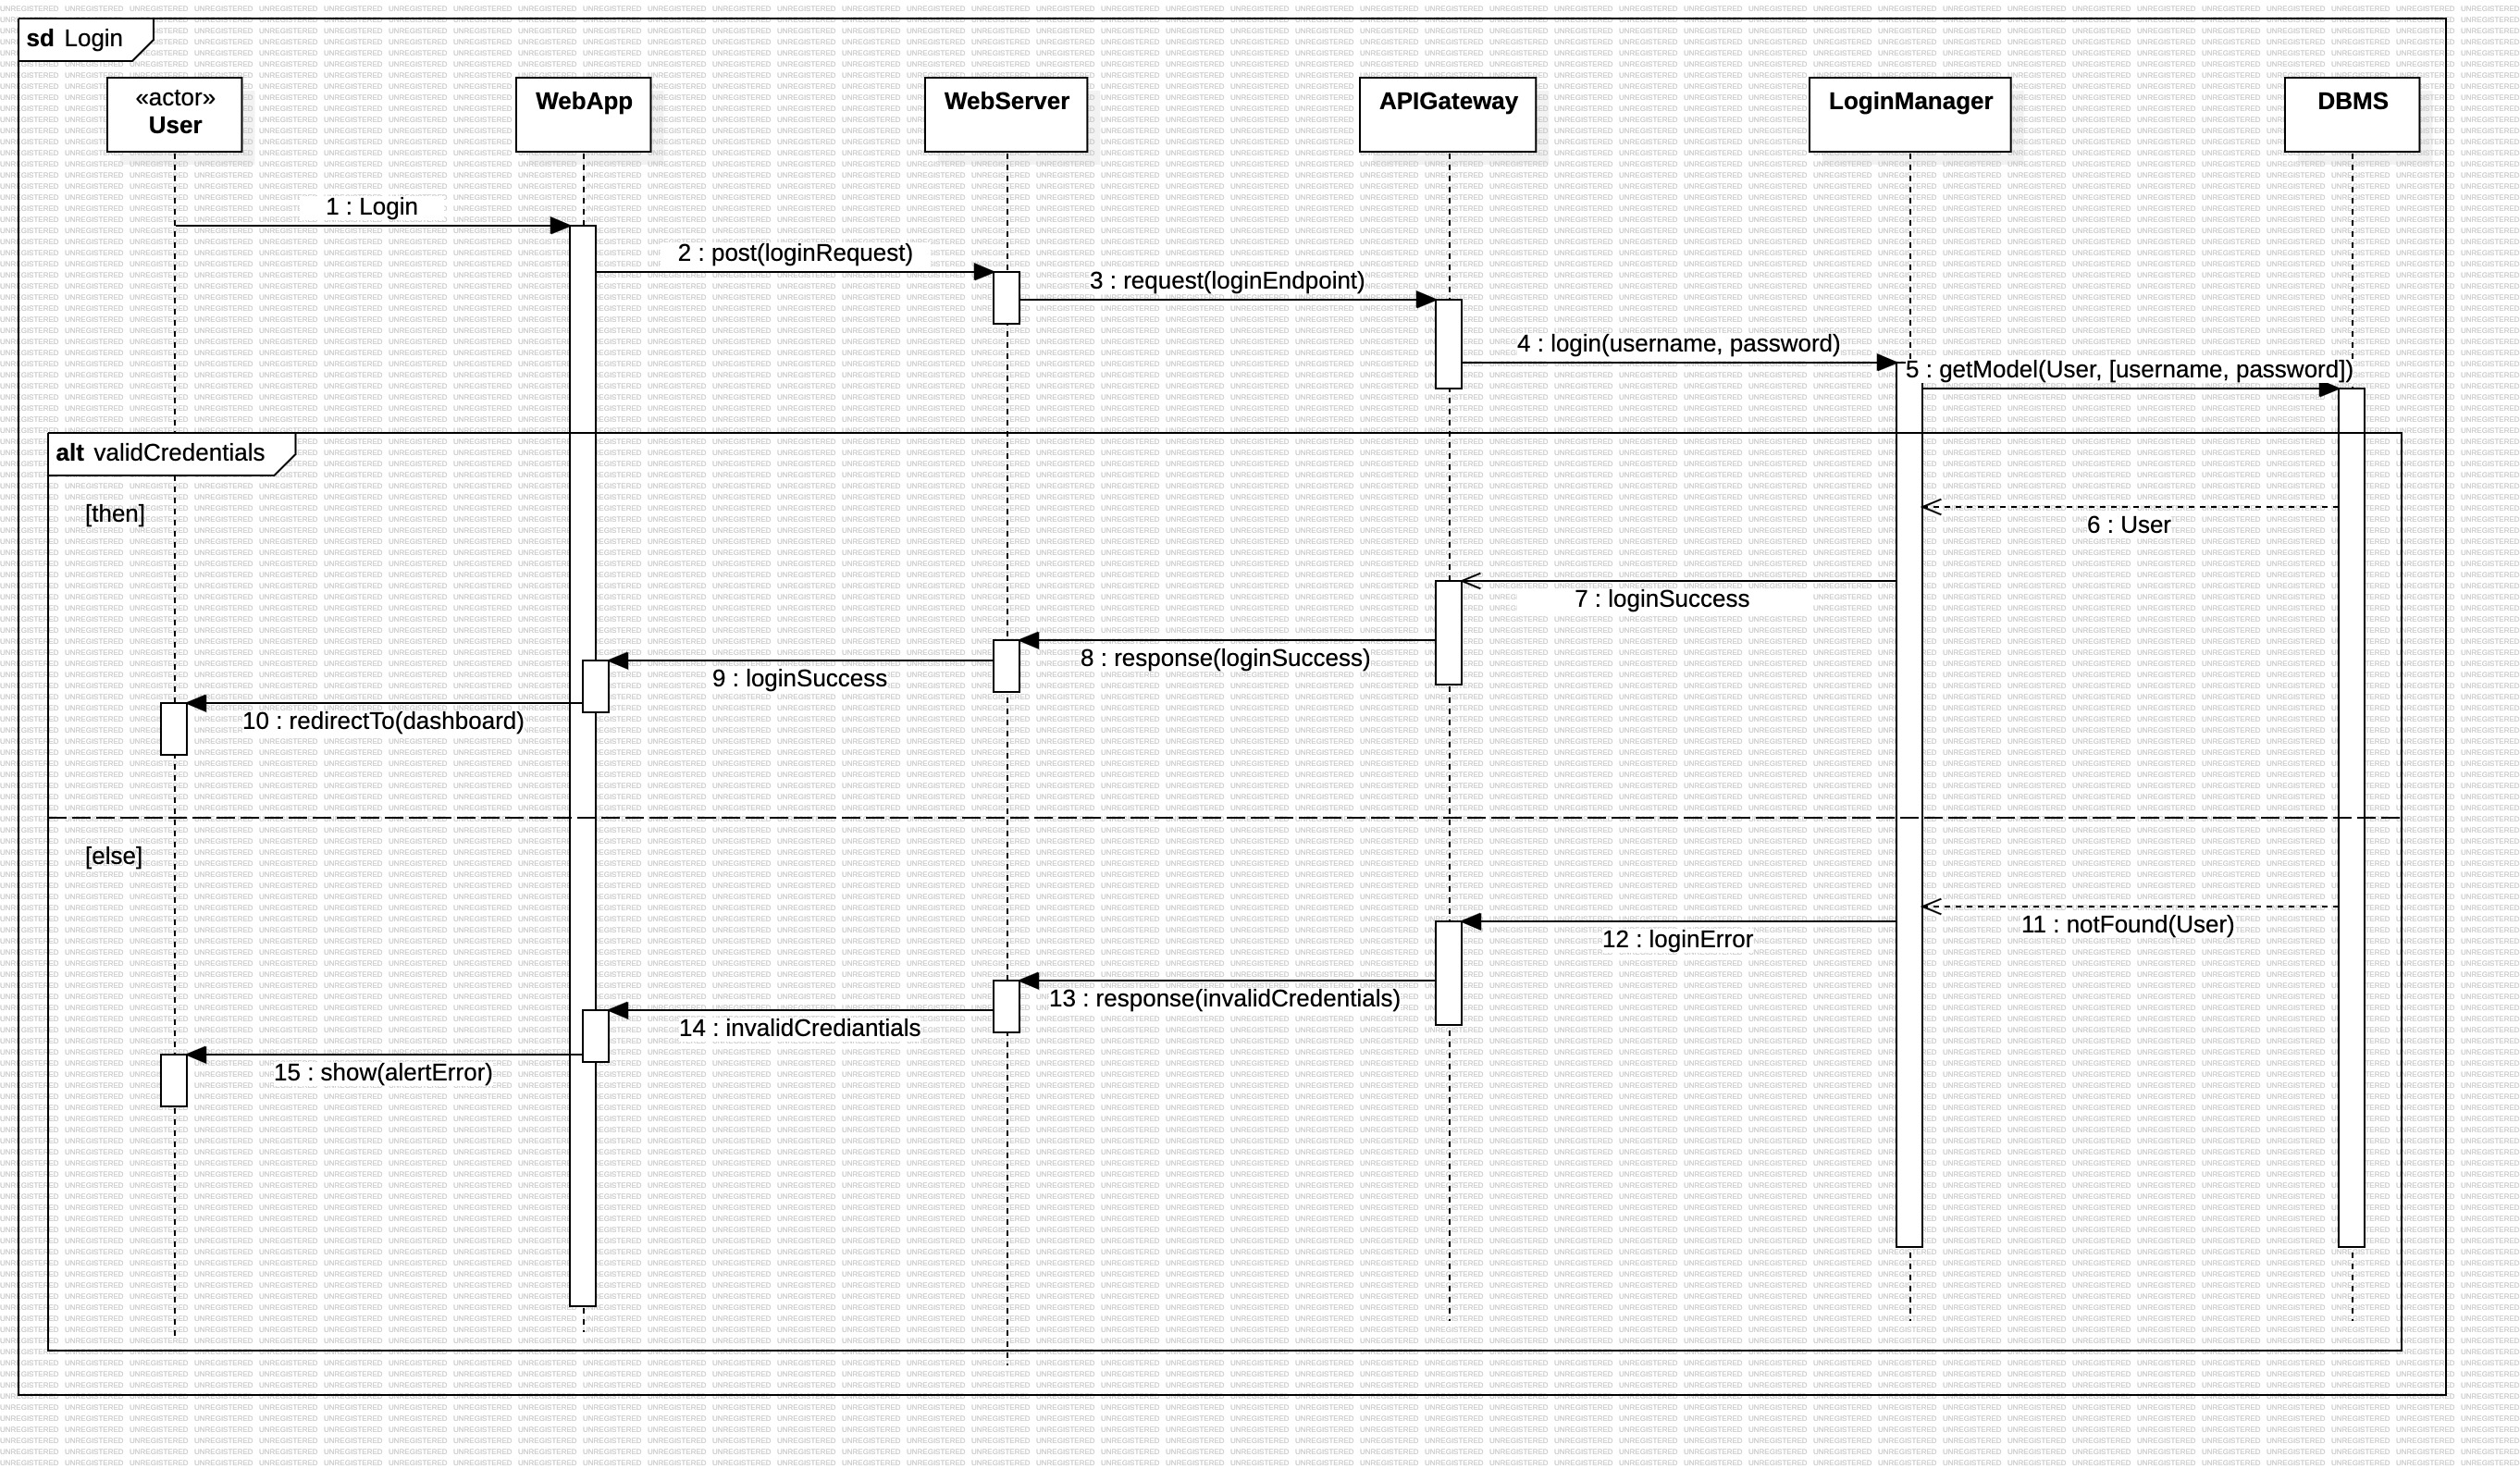 sd Login
«actor»
User
WebApp
WebServer
APIGateway
LoginManager
DBMS
1 : Login
2 : post(loginRequest)
3 : request(loginEndpoint)
4 : login(username, password)
5 : getModel(User, [username, password])
alt validCredentials
[then]
6 : User
7 : loginSuccess
8 : response(loginSuccess)
9 : loginSuccess
10 : redirectTo(dashboard)
[else]
11 : notFound(User)
12 : loginError
13 : response(invalidCredentials)
14 : invalidCrediantials
15 : show(alertError)
UNREGISTERED